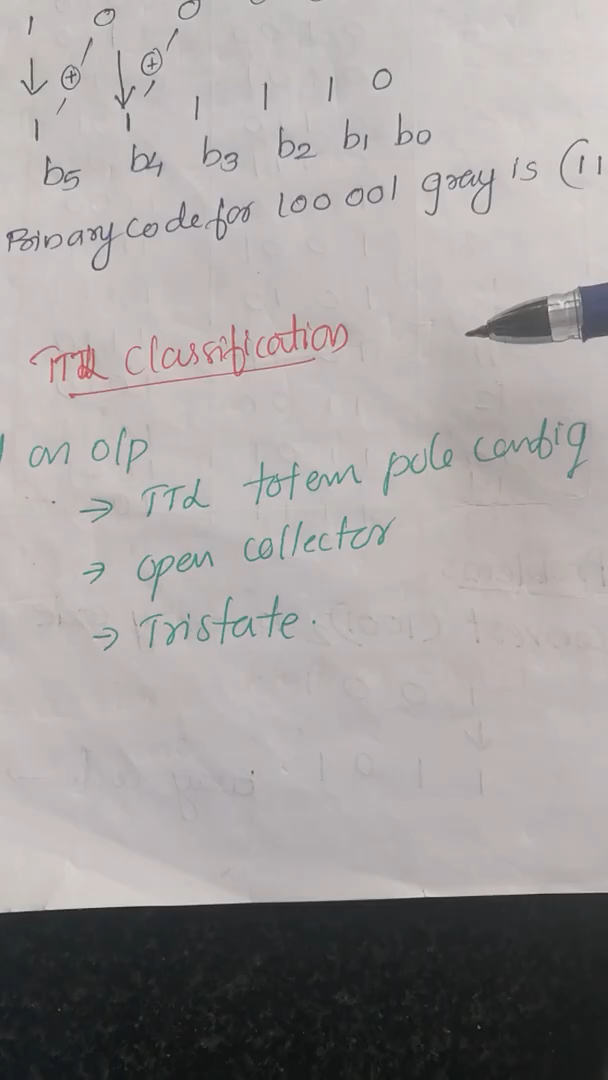 1 0 0
↓ ⊕ ↓ ⊕
1 1 1 1 1 0
b5 b4 b3 b2 b1 b0
Binary code for 100 001 gray is (11
TTL Classification
on o/p
→ TTL totem pole config
→ open collector
→ Tristate.